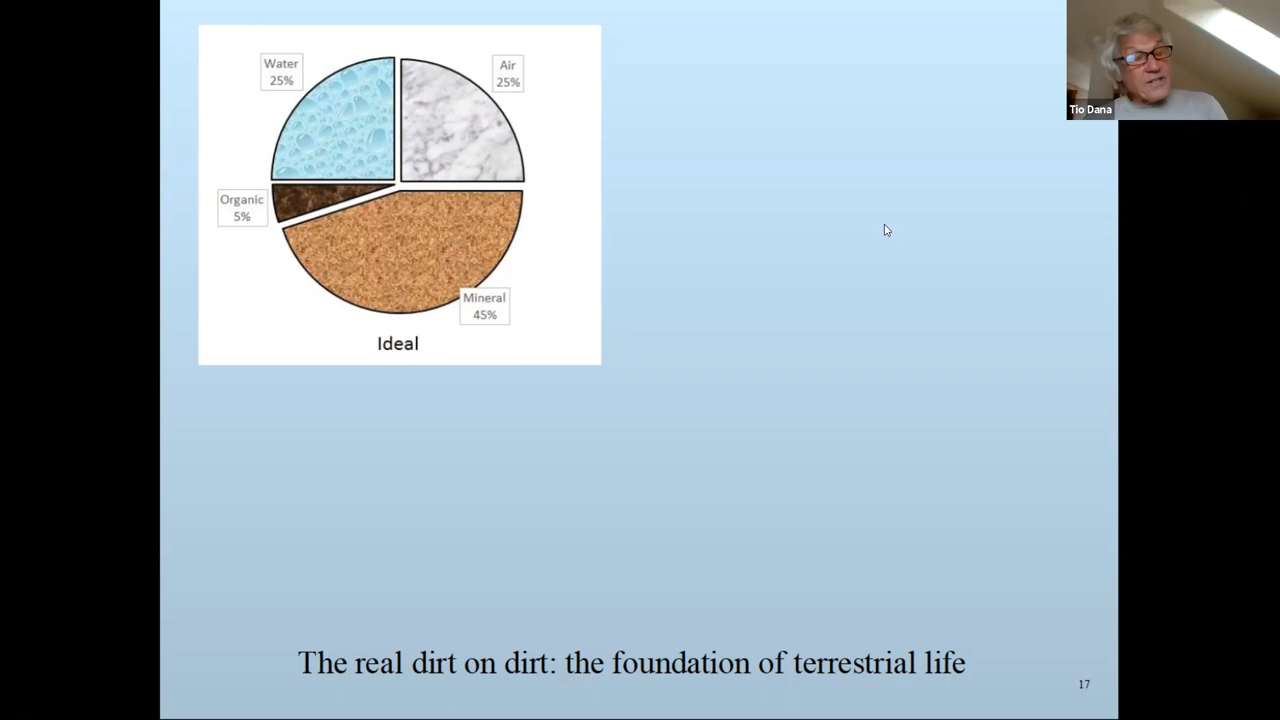 Water
25%
Air
25%
Tio Dana
Organic
5%
Mineral
45%
Ideal
The real dirt on dirt: the foundation of terrestrial life
17